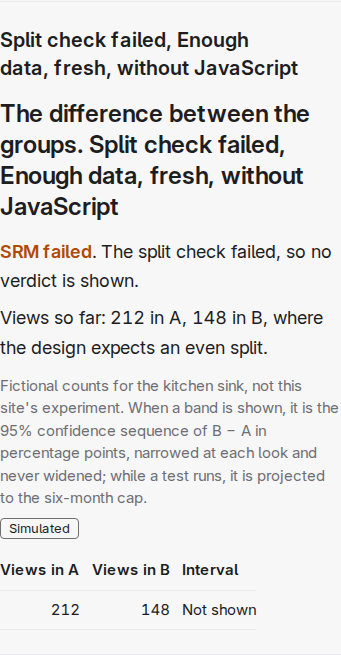 Split check failed, Enough
data, fresh, without JavaScript
The difference between the
groups. Split check failed,
Enough data, fresh, without
JavaScript
SRM failed. The split check failed, so no
verdict is shown.
Views so far: 212 in A, 148 in B, where
the design expects an even split.
Fictional counts for the kitchen sink, not this
site's experiment. When a band is shown, it is the
95% confidence sequence of B − A in
percentage points, narrowed at each look and
never widened; while a test runs, it is projected
to the six-month cap.
Simulated
Views in A Views in B Interval
212 148 Not shown